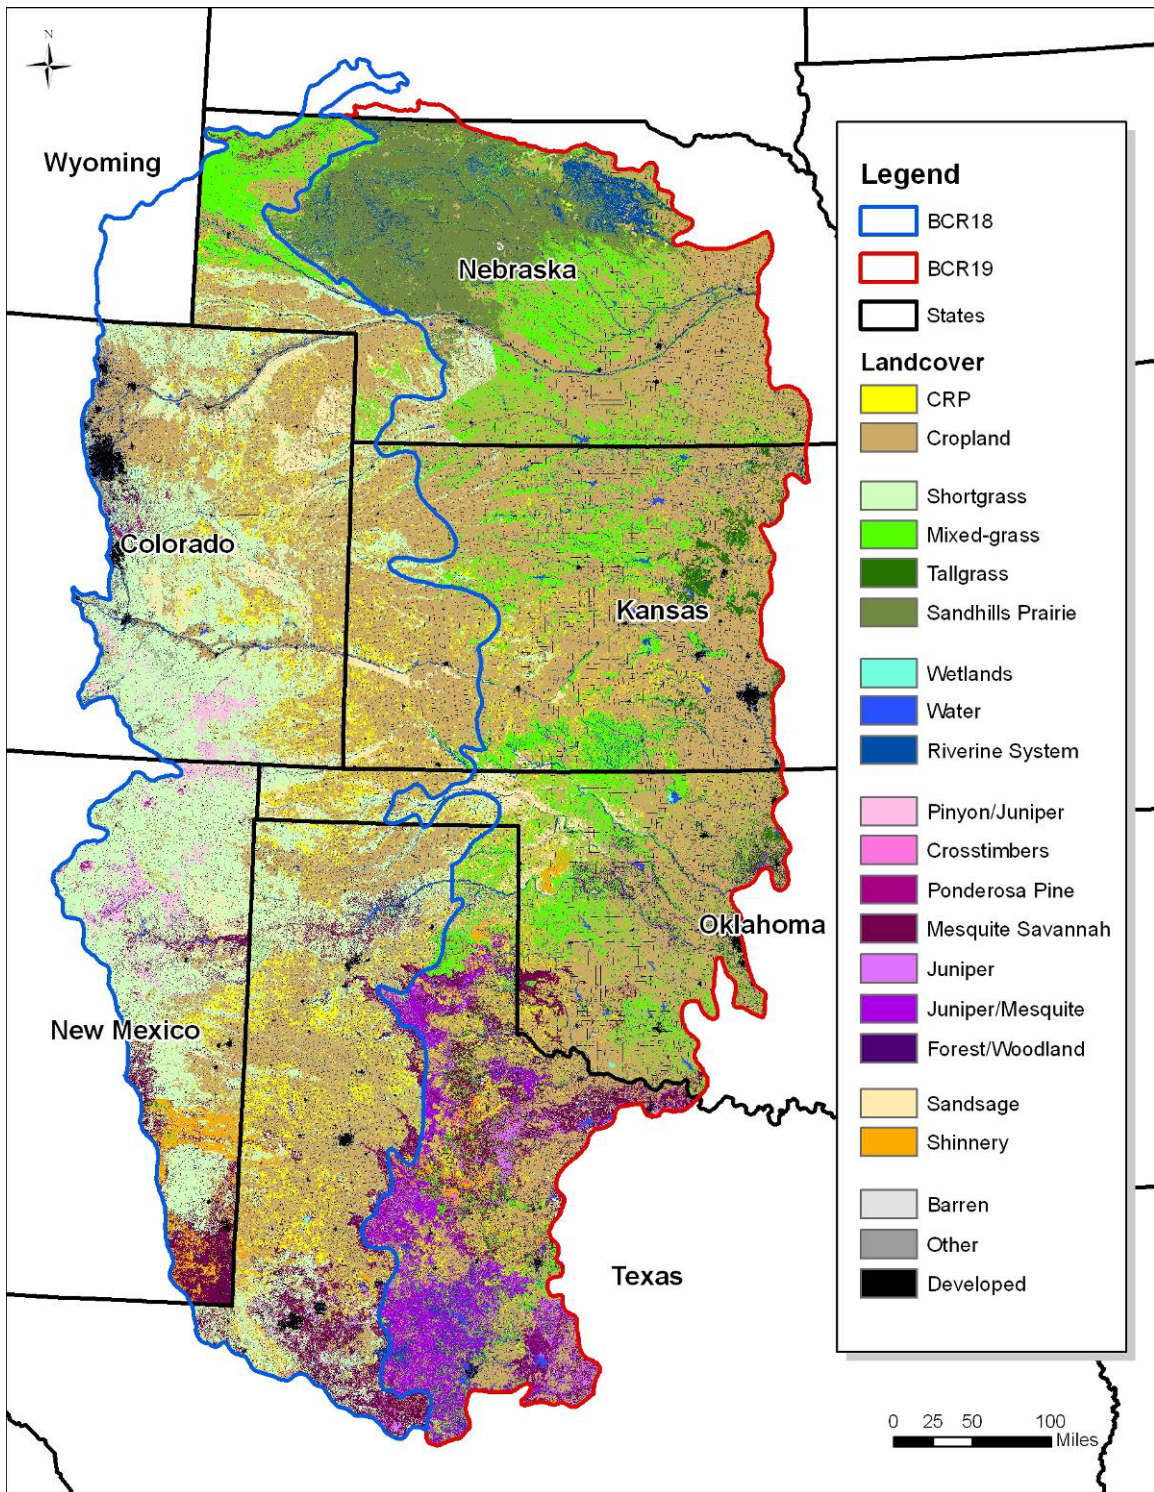 N
Wyoming
Nebraska
Colorado
Kansas
Oklahoma
New Mexico
Texas
Legend
BCR18
BCR19
States
Landcover
CRP
Cropland
Shortgrass
Mixed-grass
Tallgrass
Sandhills Prairie
Wetlands
Water
Riverine System
Pinyon/Juniper
Crosstimbers
Ponderosa Pine
Mesquite Savannah
Juniper
Juniper/Mesquite
Forest/Woodland
Sandsage
Shinnery
Barren
Other
Developed
0 25 50 100
Miles